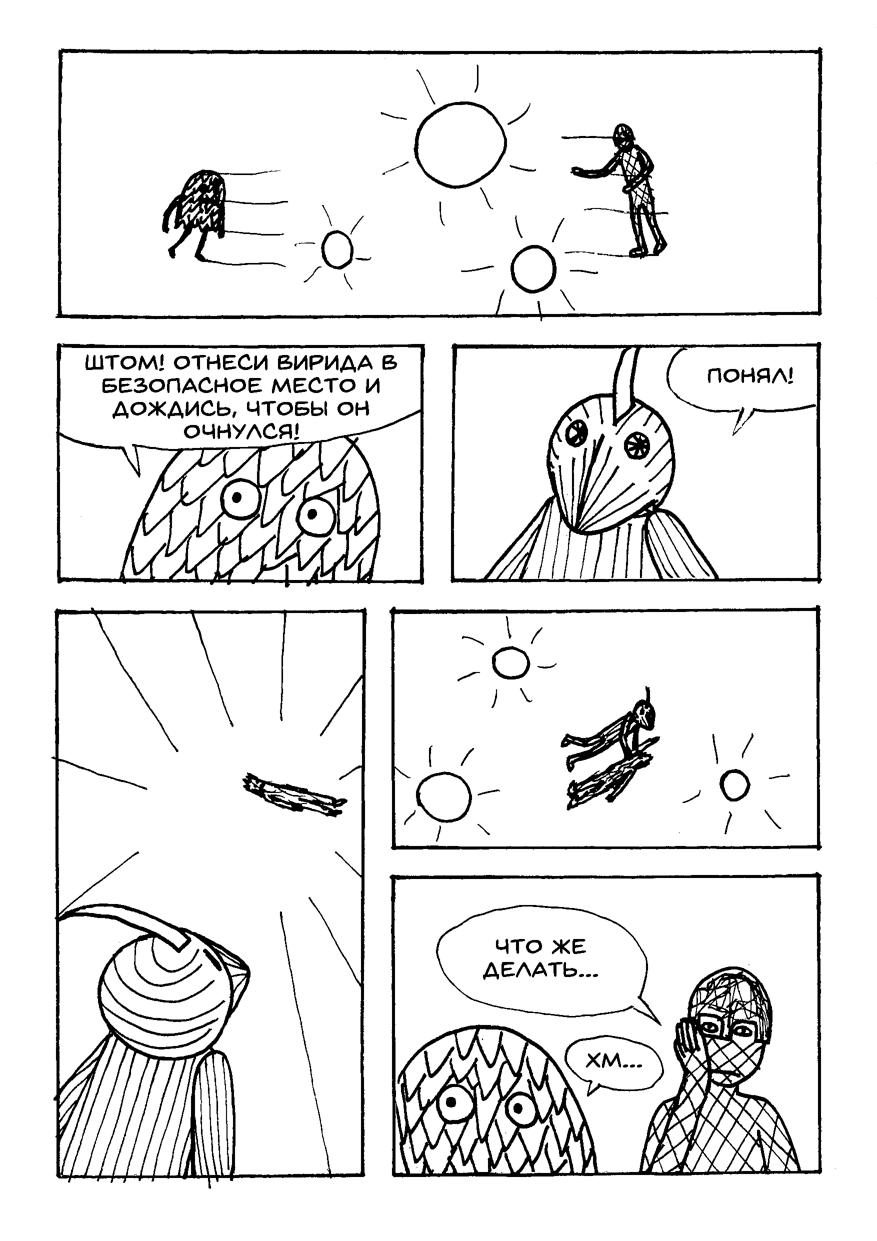 ШТОМ! ОТНЕСИ ВИРИДА В
БЕЗОПАСНОЕ МЕСТО И
ДОЖДИСЬ, ЧТОБЫ ОН
ОЧНУЛСЯ!
ПОНЯЛ!
ЧТО ЖЕ
ДЕЛАТЬ...
ХМ...